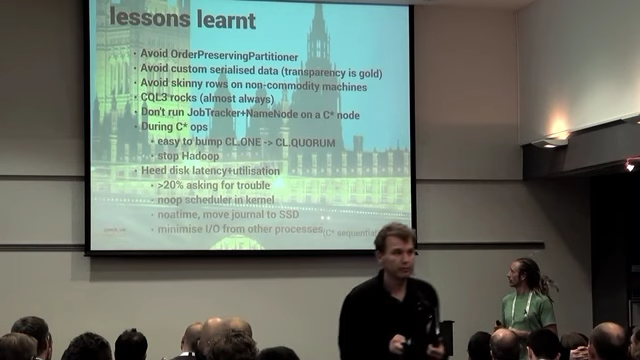 lessons learnt
• Avoid OrderPreservingPartitioner
• Avoid custom serialised data (transparency is gold)
• Avoid skinny rows on non-commodity machines
• CQL3 rocks (almost always)
• Don't run JobTracker+NameNode on a C* node
• During C* ops
• easy to bump CL.ONE -> CL.QUORUM
• stop Hadoop
• Heed disk latency+utilisation
• >20% asking for trouble
• noop scheduler in kernel
• noatime, move journal to SSD
• minimise I/O from other processes (C* sequential